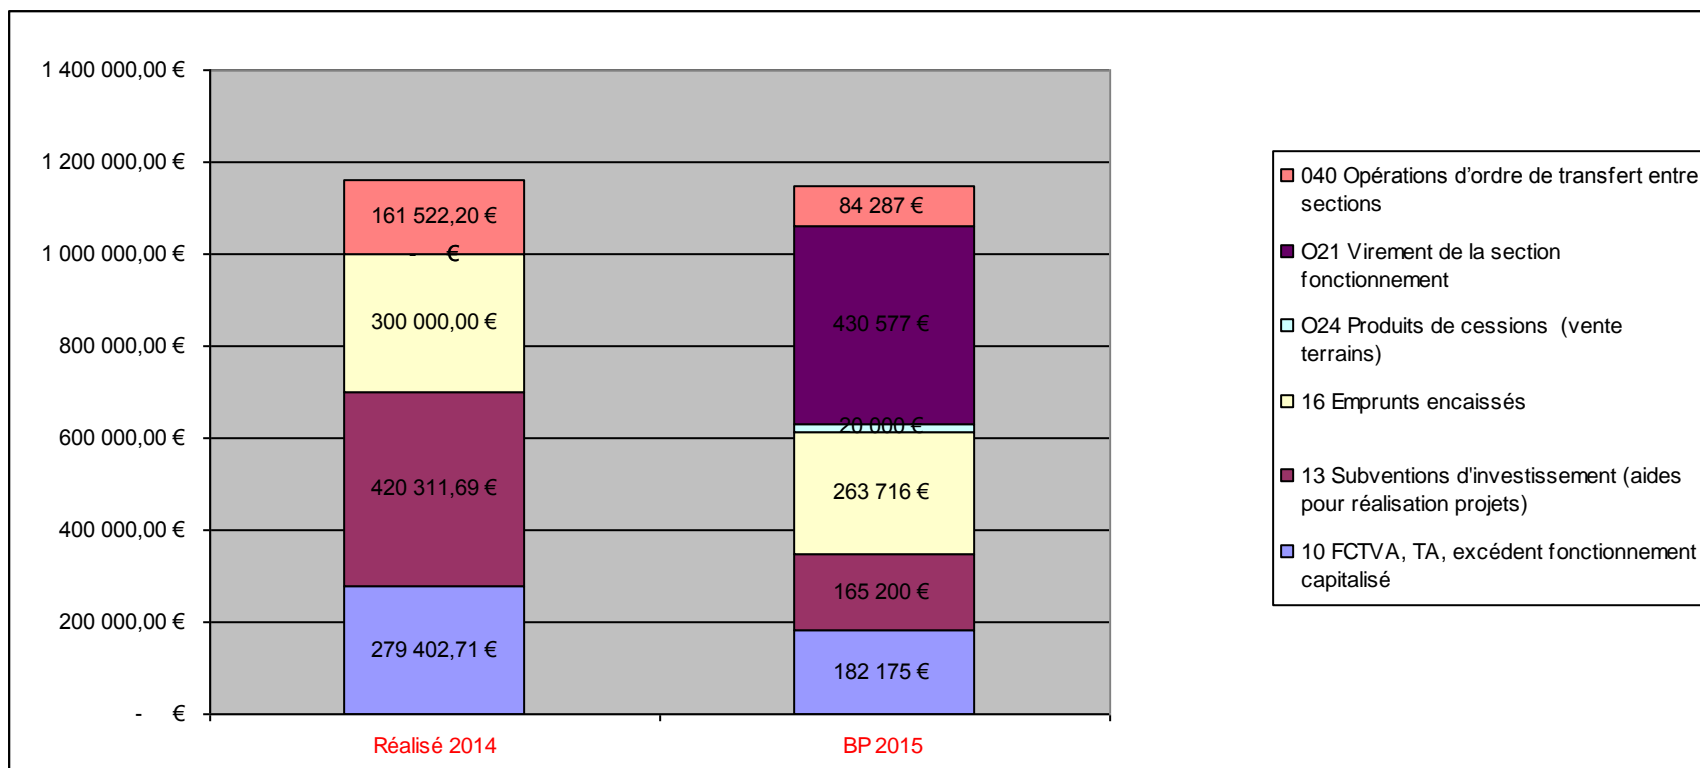 1 400 000,00 €
1 200 000,00 €
1 000 000,00 €
800 000,00 €
600 000,00 €
400 000,00 €
200 000,00 €
- €
161 522,20 €
- €
300 000,00 €
420 311,69 €
279 402,71 €
84 287 €
430 577 €
20 000 €
263 716 €
165 200 €
182 175 €
Réalisé 2014
BP 2015
040 Opérations d'ordre de transfert entre
sections
O21 Virement de la section
fonctionnement
O24 Produits de cessions (vente
terrains)
16 Emprunts encaissés
13 Subventions d'investissement (aides
pour réalisation projets)
10 FCTVA, TA, excédent fonctionnement
capitalisé